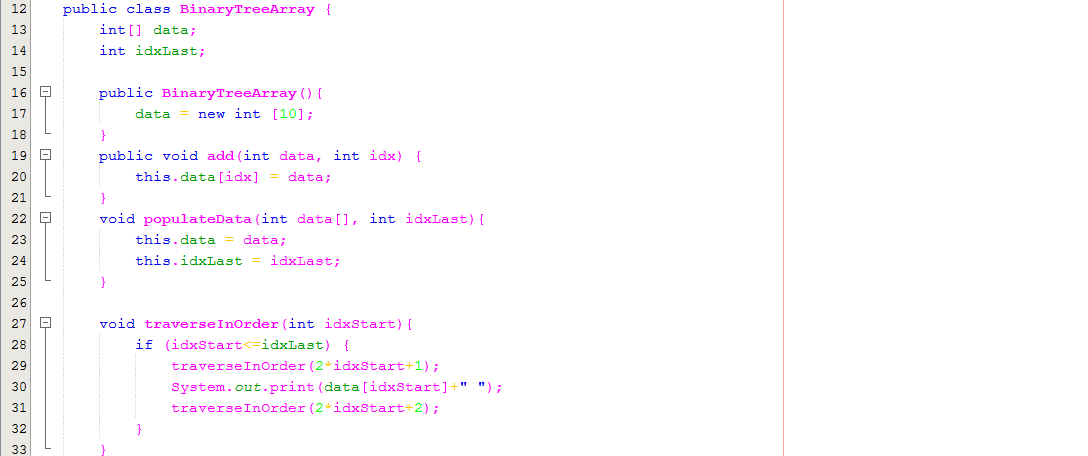 12 public class BinaryTreeArray {
13 int[] data;
14 int idxLast;
15
16 public BinaryTreeArray(){
17 data = new int [10];
18 }
19 public void add(int data, int idx) {
20 this.data[idx] = data;
21 }
22 void populateData(int data[], int idxLast){
23 this.data = data;
24 this.idxLast = idxLast;
25 }
26
27 void traverseInOrder(int idxStart){
28 if (idxStart<=idxLast) {
29 traverseInOrder(2*idxStart+1);
30 System.out.print(data[idxStart]+" ");
31 traverseInOrder(2*idxStart+2);
32 }
33 }